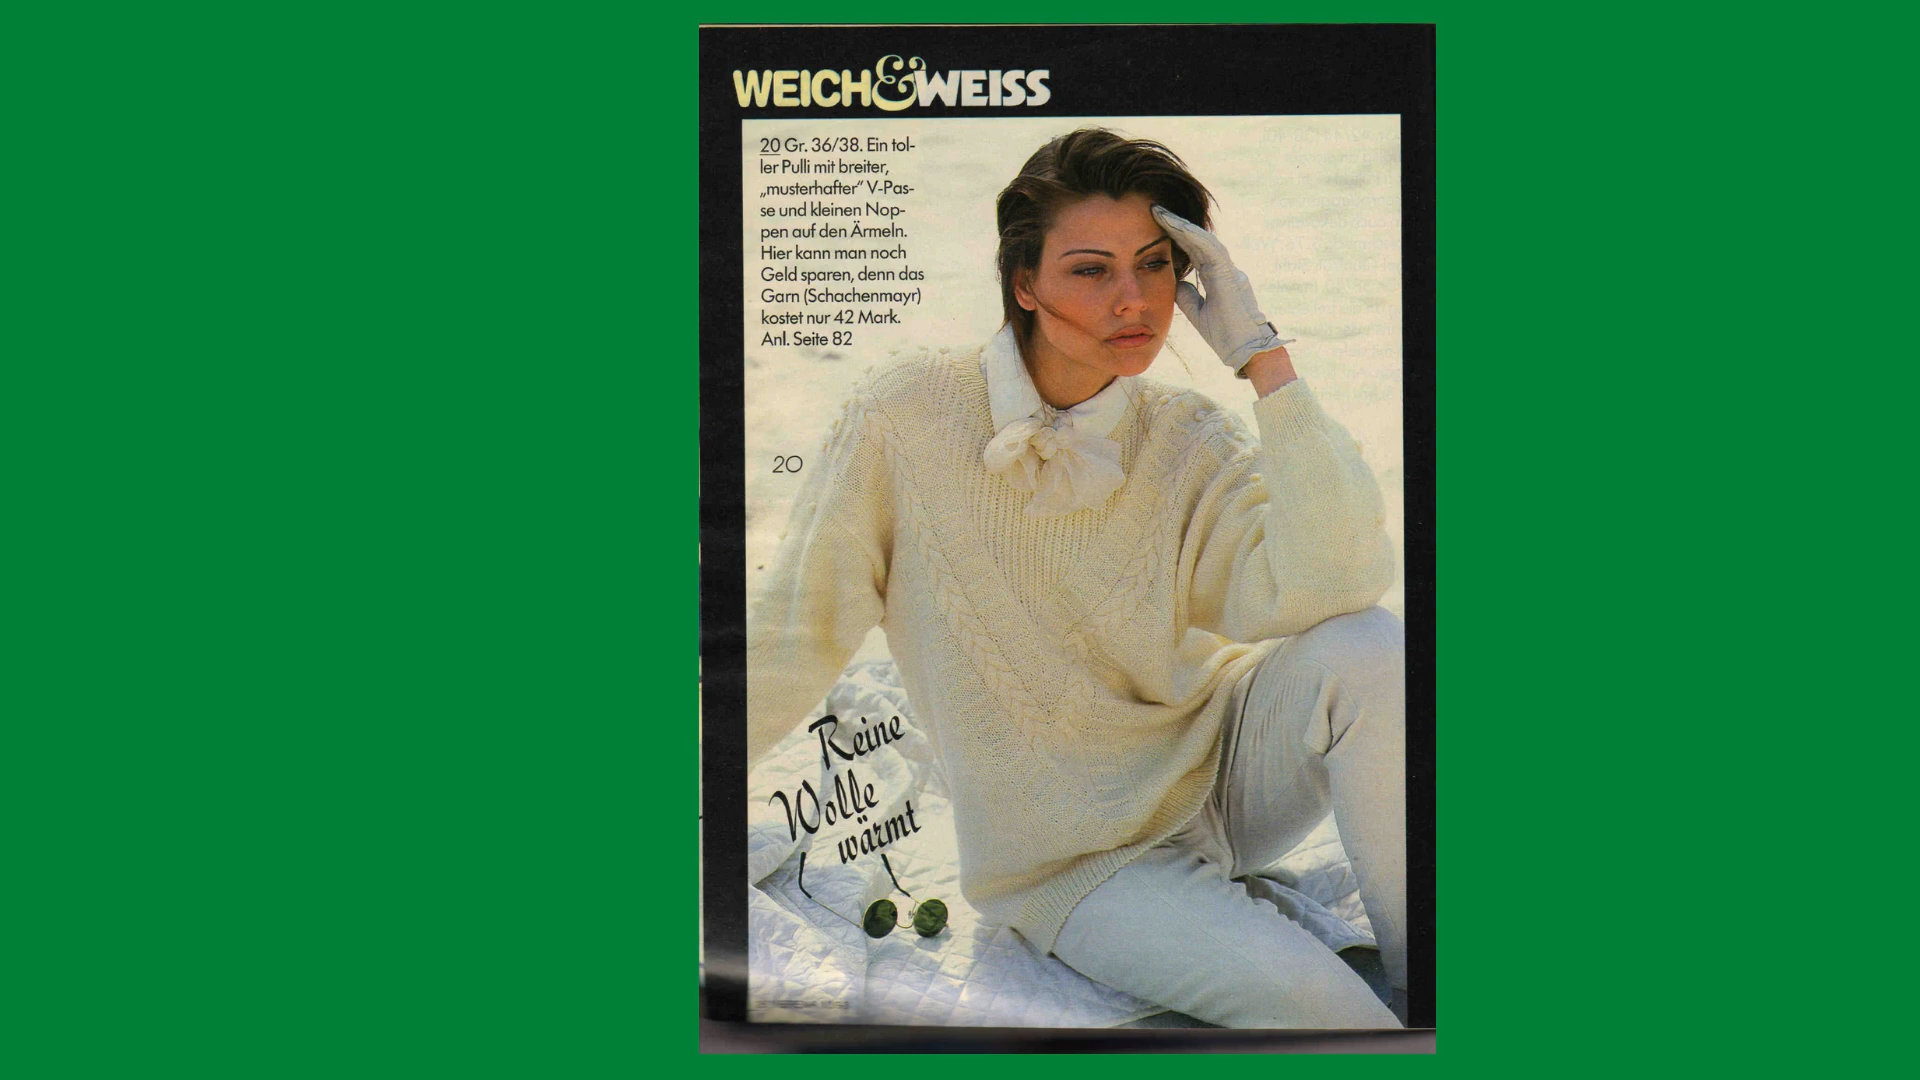 WEICH & WEISS
20 Gr. 36/38. Ein tol-
ler Pulli mit breiter,
„musterhafter" V-Pas-
se und kleinen Nop-
pen auf den Ärmeln.
Hier kann man noch
Geld sparen, denn das
Garn (Schachenmayr)
kostet nur 42 Mark.
Anl. Seite 82
20
Reine
Wolle
wärmt